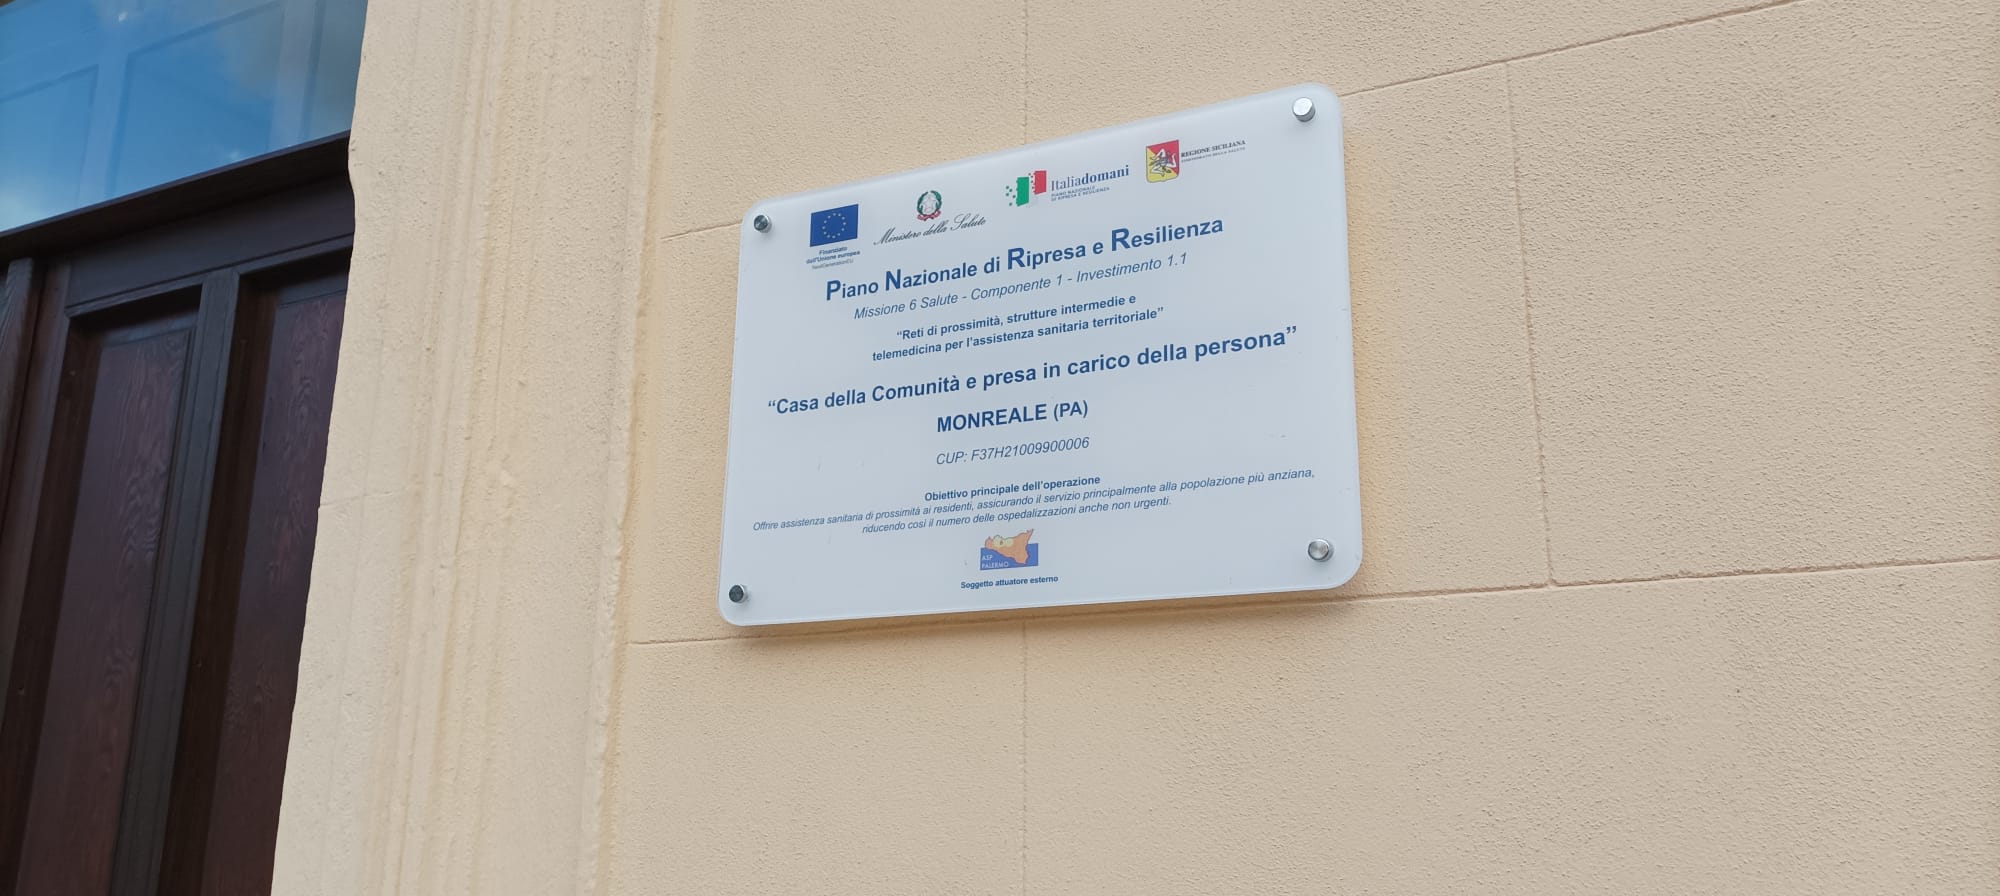 Finanziato
dall'Unione europea
NextGenerationEU
Ministero della Salute
Italiadomani
PIANO NAZIONALE
DI RIPRESA E RESILIENZA
REGIONE SICILIANA
ASSESSORATO DELLA SALUTE
Piano Nazionale di Ripresa e Resilienza
Missione 6 Salute - Componente 1 - Investimento 1.1
“Reti di prossimità, strutture intermedie e
telemedicina per l’assistenza sanitaria territoriale”
“Casa della Comunità e presa in carico della persona”
MONREALE (PA)
CUP: F37H21009900006
Obiettivo principale dell’operazione
Offrire assistenza sanitaria di prossimità ai residenti, assicurando il servizio principalmente alla popolazione più anziana,
riducendo così il numero delle ospedalizzazioni anche non urgenti.
ASP
PALERMO
Soggetto attuatore esterno